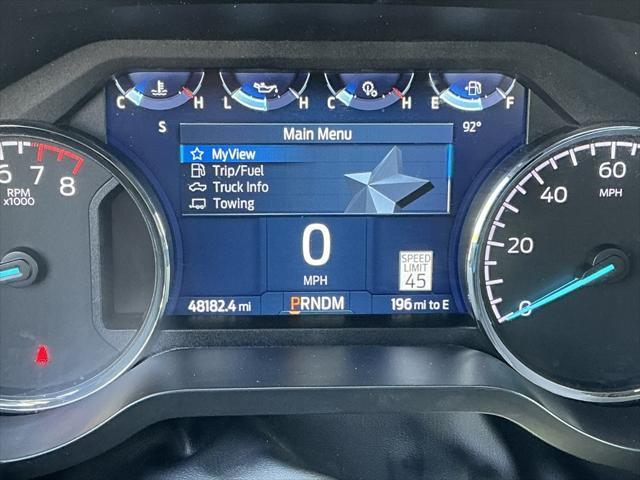 C H L H C H E F
S 92°
Main Menu
MyView
Trip/Fuel
Truck Info
Towing
0
MPH
SPEED
LIMIT
45
48182.4 mi PRNDM 196 mi to E
6 7 8
RPM
x1000
0 20 40 60
MPH